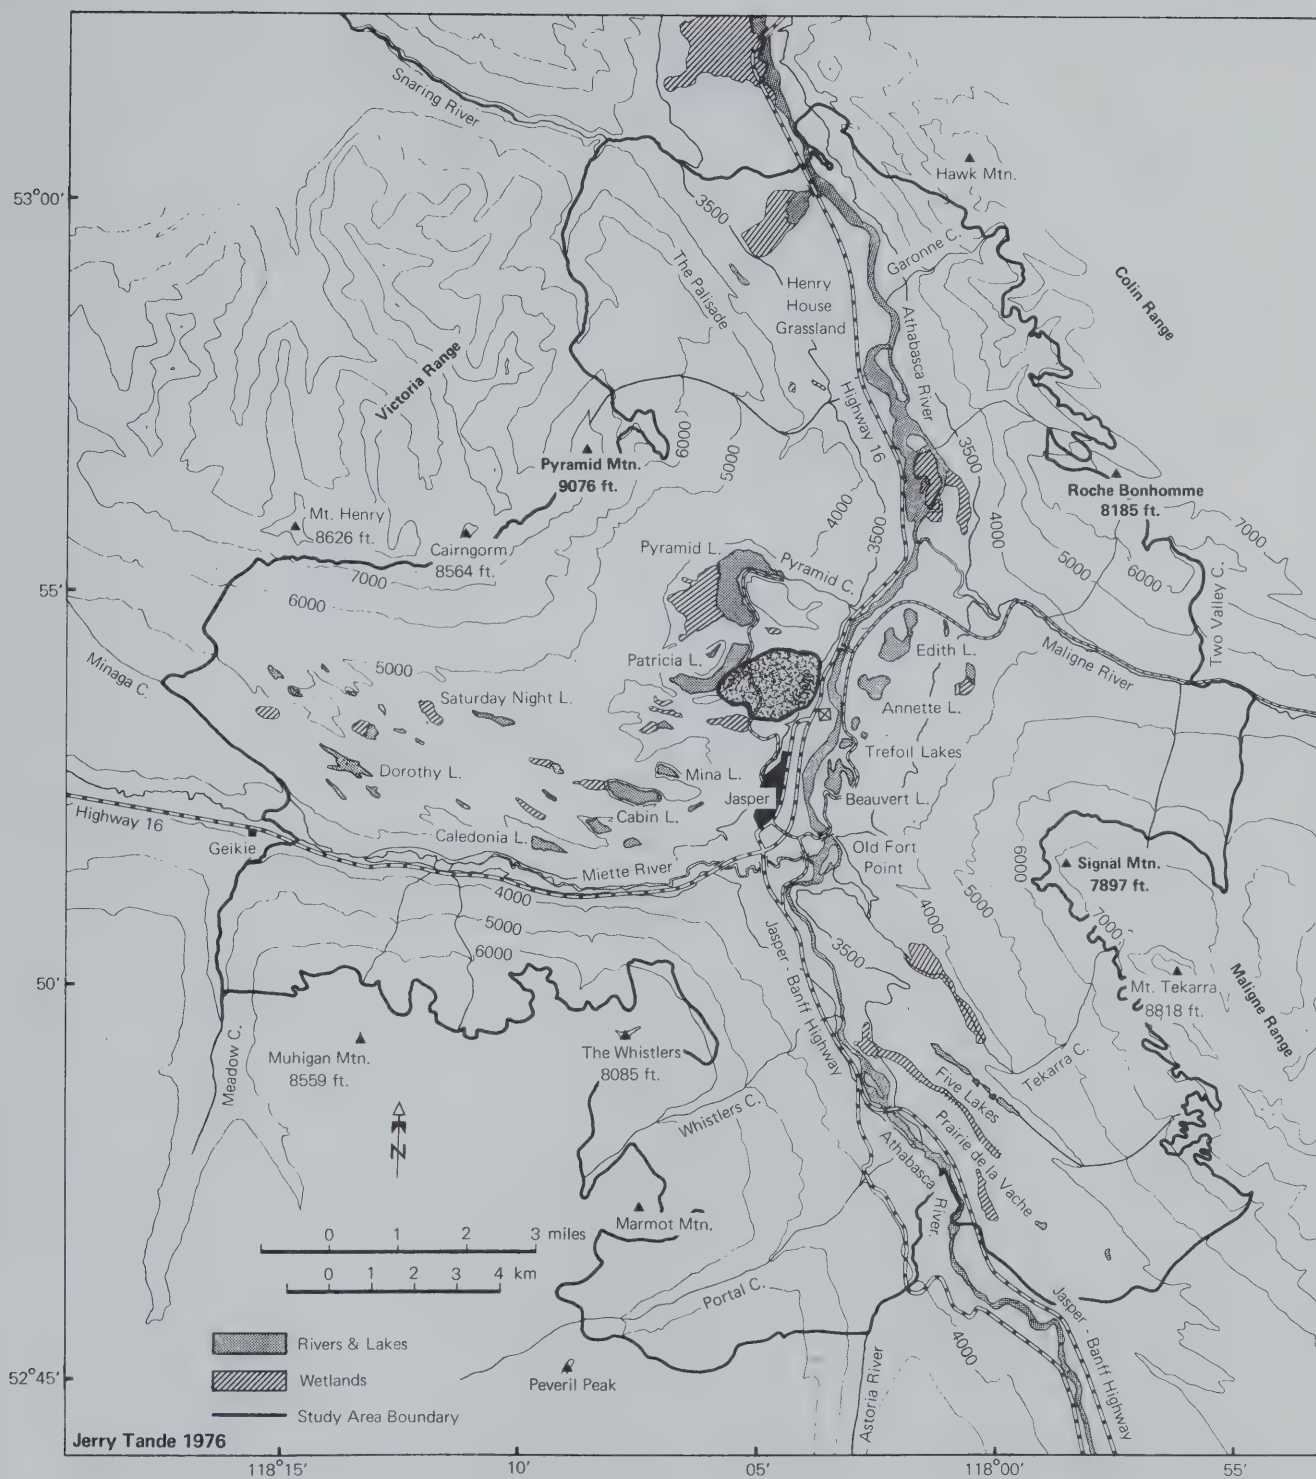 Snaring River
Hawk Mtn.
53°00'
3500
Garonne C.
The Palisade
Henry
House
Grassland
Colin Range
Athabasca River
Victoria Range
Highway 16
6000
5000
3500
Pyramid Mtn.
9076 ft.
4000
Roche Bonhomme
8185 ft.
Mt. Henry
8626 ft.
3500
4000
7000
Cairngorm
8564 ft.
Pyramid L.
Pyramid C.
5000
6000
55'
7000
6000
Two Valley C.
Edith L.
Maligne River
Minaga C.
5000
Patricia L.
Saturday Night L.
Annette L.
Trefoil Lakes
Dorothy L.
Mina L.
Jasper
Beauvert L.
Highway 16
Cabin L.
Geikie
Caledonia L.
Old Fort
Point
6000
Signal Mtn.
7897 ft.
Miette River
4000
5000
4000
5000
7000
6000
Jasper - Banff Highway
3500
50'
Mt. Tekarra
8818 ft.
Maligne Range
Muhigan Mtn.
8559 ft.
The Whistlers
8085 ft.
Meadow C.
Tekarra C.
Five Lakes
Whistlers C.
Prairie de la Vache
N
Athabasca
River.
Marmot Mtn.
0 1 2 3 miles
0 1 2 3 4 km
Portal C.
Jasper - Banff Highway
Rivers & Lakes
4000
52°45'
Wetlands
Peveril Peak
Study Area Boundary
Astoria River
Jerry Tande 1976
118°15' 10' 05' 118°00' 55'